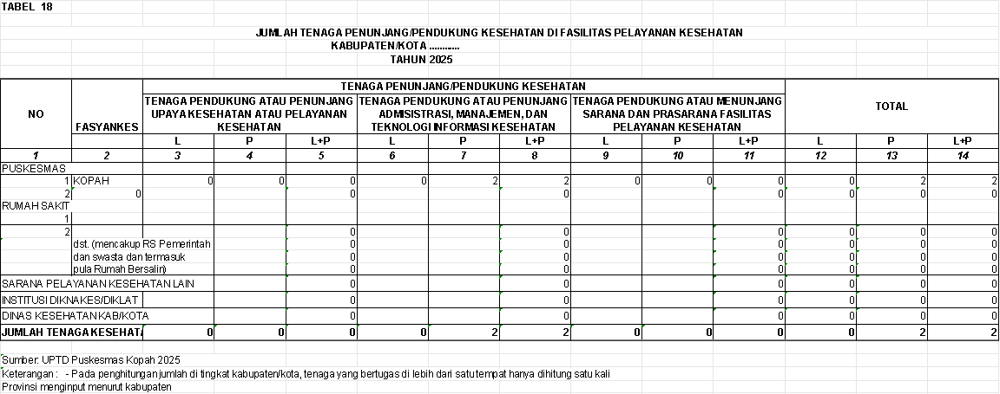 TABEL 18
JUMLAH TENAGA PENUNJANG/PENDUKUNG KESEHATAN DI FASILITAS PELAYANAN KESEHATAN
KABUPATEN/KOTA ............
TAHUN 2025
TENAGA PENUNJANG/PENDUKUNG KESEHATAN
NO FASYANKES TENAGA PENDUKUNG ATAU PENUNJANG UPAYA KESEHATAN ATAU PELAYANAN KESEHATAN TENAGA PENDUKUNG ATAU PENUNJANG ADMISISTRASI, MANAJEMEN, DAN TEKNOLOGI INFORMASI KESEHATAN TENAGA PENDUKUNG ATAU MENUNJANG SARANA DAN PRASARANA FASILITAS PELAYANAN KESEHATAN TOTAL
L P L+P L P L+P L P L+P L P L+P
1 2 3 4 5 6 7 8 9 10 11 12 13 14
PUSKESMAS
1 KOPAH 0 0 0 0 2 2 0 0 0 0 2 2
2 0 0 0 0 0 0 0
RUMAH SAKIT
1
2 0 0 0 0 0 0
dst. (mencakup RS Pemerintah 0 0 0 0 0 0
dan swasta dan termasuk 0 0 0 0 0 0
pula Rumah Bersalin) 0 0 0 0 0 0
SARANA PELAYANAN KESEHATAN LAIN 0 0 0 0 0 0
INSTITUSI DIKNAKES/DIKLAT 0 0 0 0 0 0
DINAS KESEHATAN KAB/KOTA 0 0 0 0 0 0
JUMLAH TENAGA KESEHATA 0 0 0 0 2 2 0 0 0 0 2 2
Sumber: UPTD Puskesmas Kopah 2025
Keterangan : - Pada penghitungan jumlah di tingkat kabupaten/kota, tenaga yang bertugas di lebih dari satu tempat hanya dihitung satu kali
Provinsi menginput menurut kabupaten